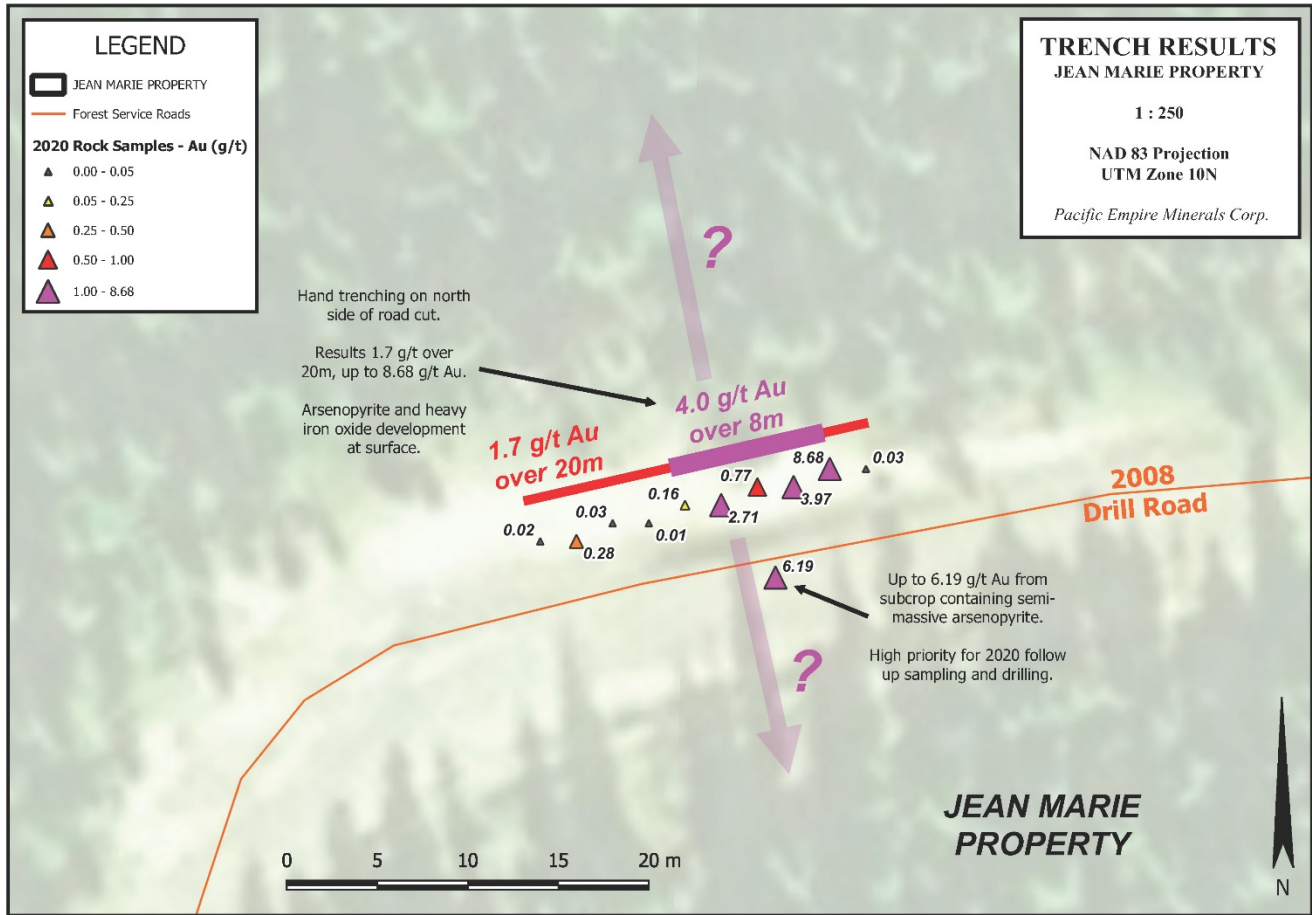 LEGEND
JEAN MARIE PROPERTY
Forest Service Roads
2020 Rock Samples - Au (g/t)
0.00 - 0.05
0.05 - 0.25
0.25 - 0.50
0.50 - 1.00
1.00 - 8.68
TRENCH RESULTS
JEAN MARIE PROPERTY
1 : 250
NAD 83 Projection
UTM Zone 10N
Pacific Empire Minerals Corp.
?
Hand trenching on north
side of road cut.
Results 1.7 g/t over
20m, up to 8.68 g/t Au.
Arsenopyrite and heavy
iron oxide development
at surface.
4.0 g/t Au
over 8m
1.7 g/t Au
over 20m
0.02
0.28
0.03
0.01
0.16
2.71
0.77
3.97
8.68
0.03
2008
Drill Road
6.19
Up to 6.19 g/t Au from
subcrop containing semi-
massive arsenopyrite.
High priority for 2020 follow
up sampling and drilling.
?
JEAN MARIE
PROPERTY
0 5 10 15 20 m
N